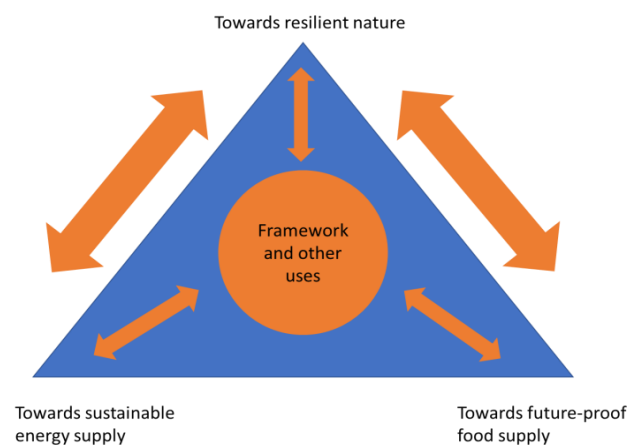 Towards resilient nature
Framework
and other
uses
Towards sustainable
energy supply
Towards future-proof
food supply